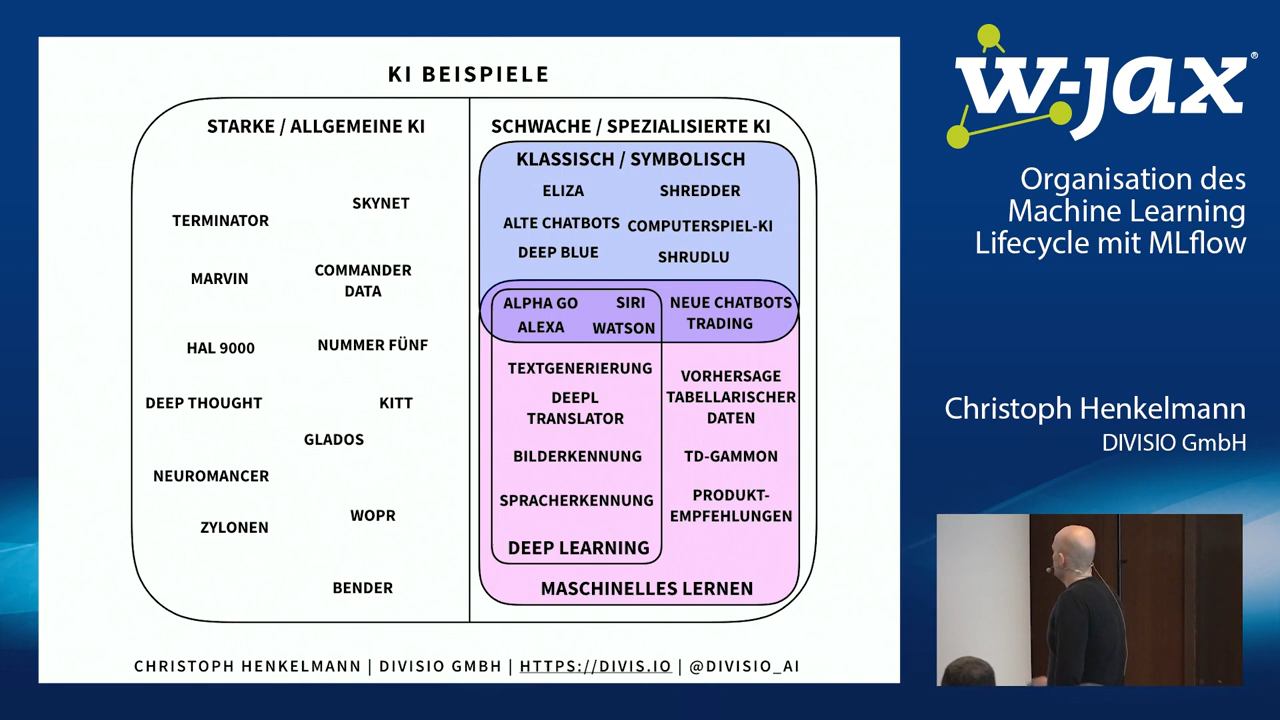 KI BEISPIELE
STARKE / ALLGEMEINE KI
SKYNET
TERMINATOR
MARVIN
COMMANDER
DATA
HAL 9000
NUMMER FÜNF
DEEP THOUGHT
KITT
GLADOS
NEUROMANCER
WOPR
ZYLONEN
BENDER
SCHWACHE / SPEZIALISIERTE KI
KLASSISCH / SYMBOLISCH
ELIZA
SHREDDER
ALTE CHATBOTS
COMPUTERSPIEL-KI
DEEP BLUE
SHRUDLU
ALPHA GO
SIRI
ALEXA
WATSON
NEUE CHATBOTS
TRADING
TEXTGENERIERUNG
DEEPL
TRANSLATOR
BILDERKENNUNG
SPRACHERKENNUNG
DEEP LEARNING
VORHERSAGE
TABELLARISCHER
DATEN
TD-GAMMON
PRODUKT-
EMPFEHLUNGEN
MASCHINELLES LERNEN
CHRISTOPH HENKELMANN | DIVISIO GMBH | HTTPS://DIVIS.IO | @DIVISIO_AI
w-jax®
Organisation des
Machine Learning
Lifecycle mit MLflow
Christoph Henkelmann
DIVISIO GmbH